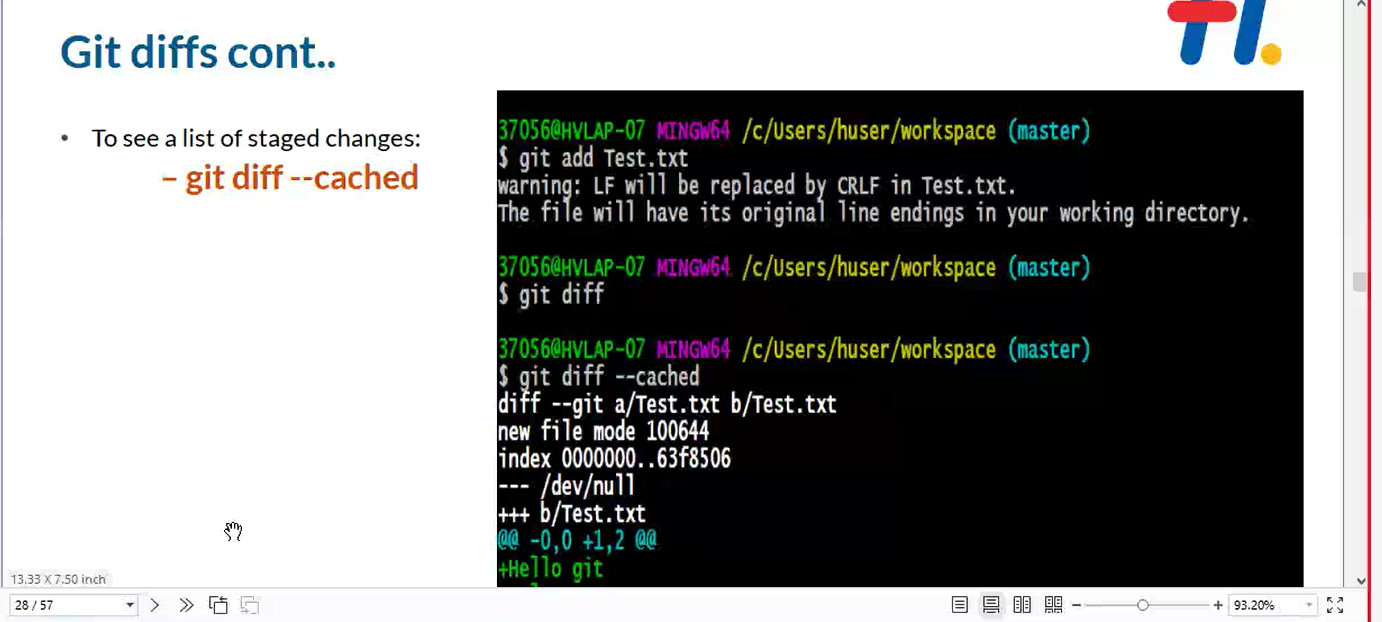 Git diffs cont..
• To see a list of staged changes:
– git diff --cached
37056@HVLAP-07 MINGW64 /c/Users/huser/workspace (master)
$ git add Test.txt
warning: LF will be replaced by CRLF in Test.txt.
The file will have its original line endings in your working directory.
37056@HVLAP-07 MINGW64 /c/Users/huser/workspace (master)
$ git diff
37056@HVLAP-07 MINGW64 /c/Users/huser/workspace (master)
$ git diff --cached
diff --git a/Test.txt b/Test.txt
new file mode 100644
index 0000000..63f8506
--- /dev/null
+++ b/Test.txt
@@ -0,0 +1,2 @@
+Hello git
13.33 X 7.50 inch
28 / 57
93.20%